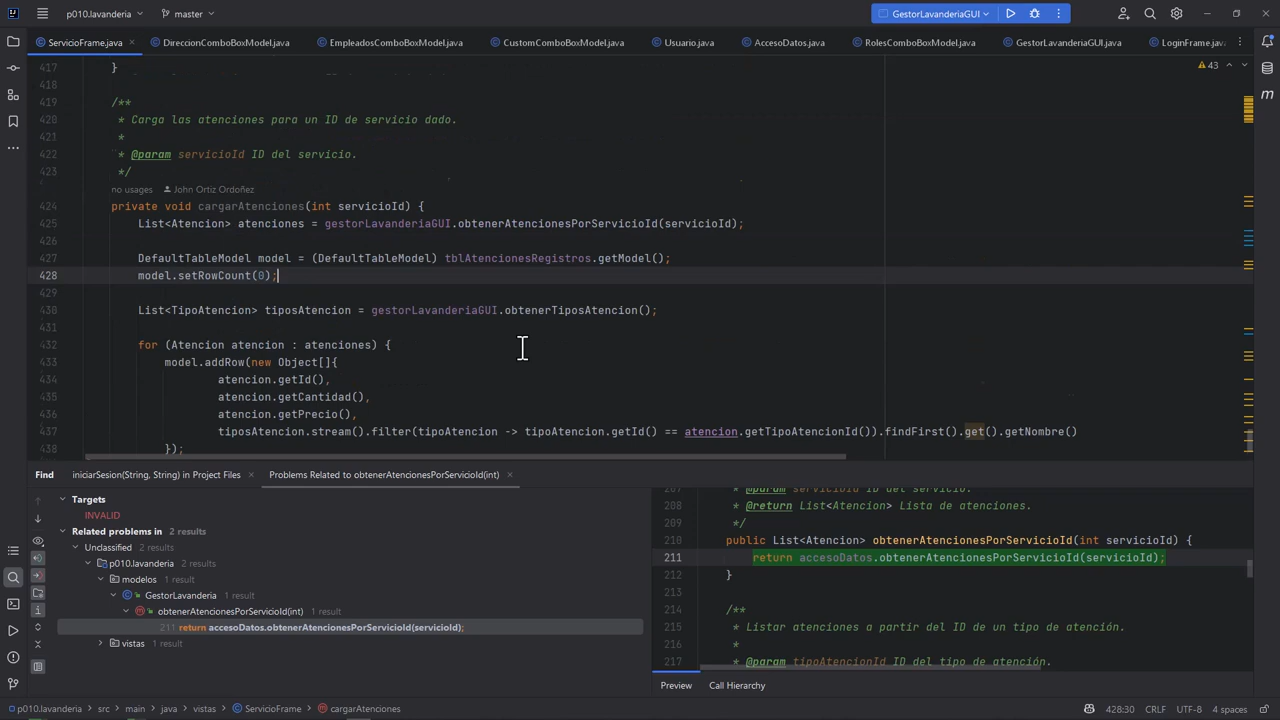 p010.lavanderia
master
GestorLavanderiaGUI
ServicioFrame.java
DireccionComboBoxModel.java
EmpleadosComboBoxModel.java
CustomComboBoxModel.java
Usuario.java
AccesoDatos.java
RolesComboBoxModel.java
GestorLavanderiaGUI.java
LoginFrame.java
43
417 }
418
419 /**
420 * Carga las atenciones para un ID de servicio dado.
421 *
422 * @param servicioId ID del servicio.
423 */
no usages John Ortiz Ordoñez
424 private void cargarAtenciones(int servicioId) {
425 List<Atencion> atenciones = gestorLavanderiaGUI.obtenerAtencionesPorServicioId(servicioId);
426
427 DefaultTableModel model = (DefaultTableModel) tblAtencionesRegistros.getModel();
428 model.setRowCount(0);
429
430 List<TipoAtencion> tiposAtencion = gestorLavanderiaGUI.obtenerTiposAtencion();
431
432 for (Atencion atencion : atenciones) {
433 model.addRow(new Object[]{
434 atencion.getId(),
435 atencion.getCantidad(),
436 atencion.getPrecio(),
437 tiposAtencion.stream().filter(tipoAtencion -> tipoAtencion.getId() == atencion.getTipoAtencionId()).findFirst().get().getNombre()
438 });
Find
iniciarSesion(String, String) in Project Files
Problems Related to obtenerAtencionesPorServicioId(int)
Targets
INVALID
Related problems in 2 results
Unclassified 2 results
p010.lavanderia 2 results
modelos 1 result
GestorLavanderia 1 result
obtenerAtencionesPorServicioId(int) 1 result
211 return accesoDatos.obtenerAtencionesPorServicioId(servicioId);
vistas 1 result
207 * @param servicioId ID del servicio.
208 * @return List<Atencion> Lista de atenciones.
209 */
210 public List<Atencion> obtenerAtencionesPorServicioId(int servicioId) {
211 return accesoDatos.obtenerAtencionesPorServicioId(servicioId);
212 }
213
214 /**
215 * Listar atenciones a partir del ID de un tipo de atención.
216 *
217 * @param tipoAtencionId ID del tipo de atención.
Preview
Call Hierarchy
p010.lavanderia > src > main > java > vistas > ServicioFrame > cargarAtenciones
428:30 CRLF UTF-8 4 spaces